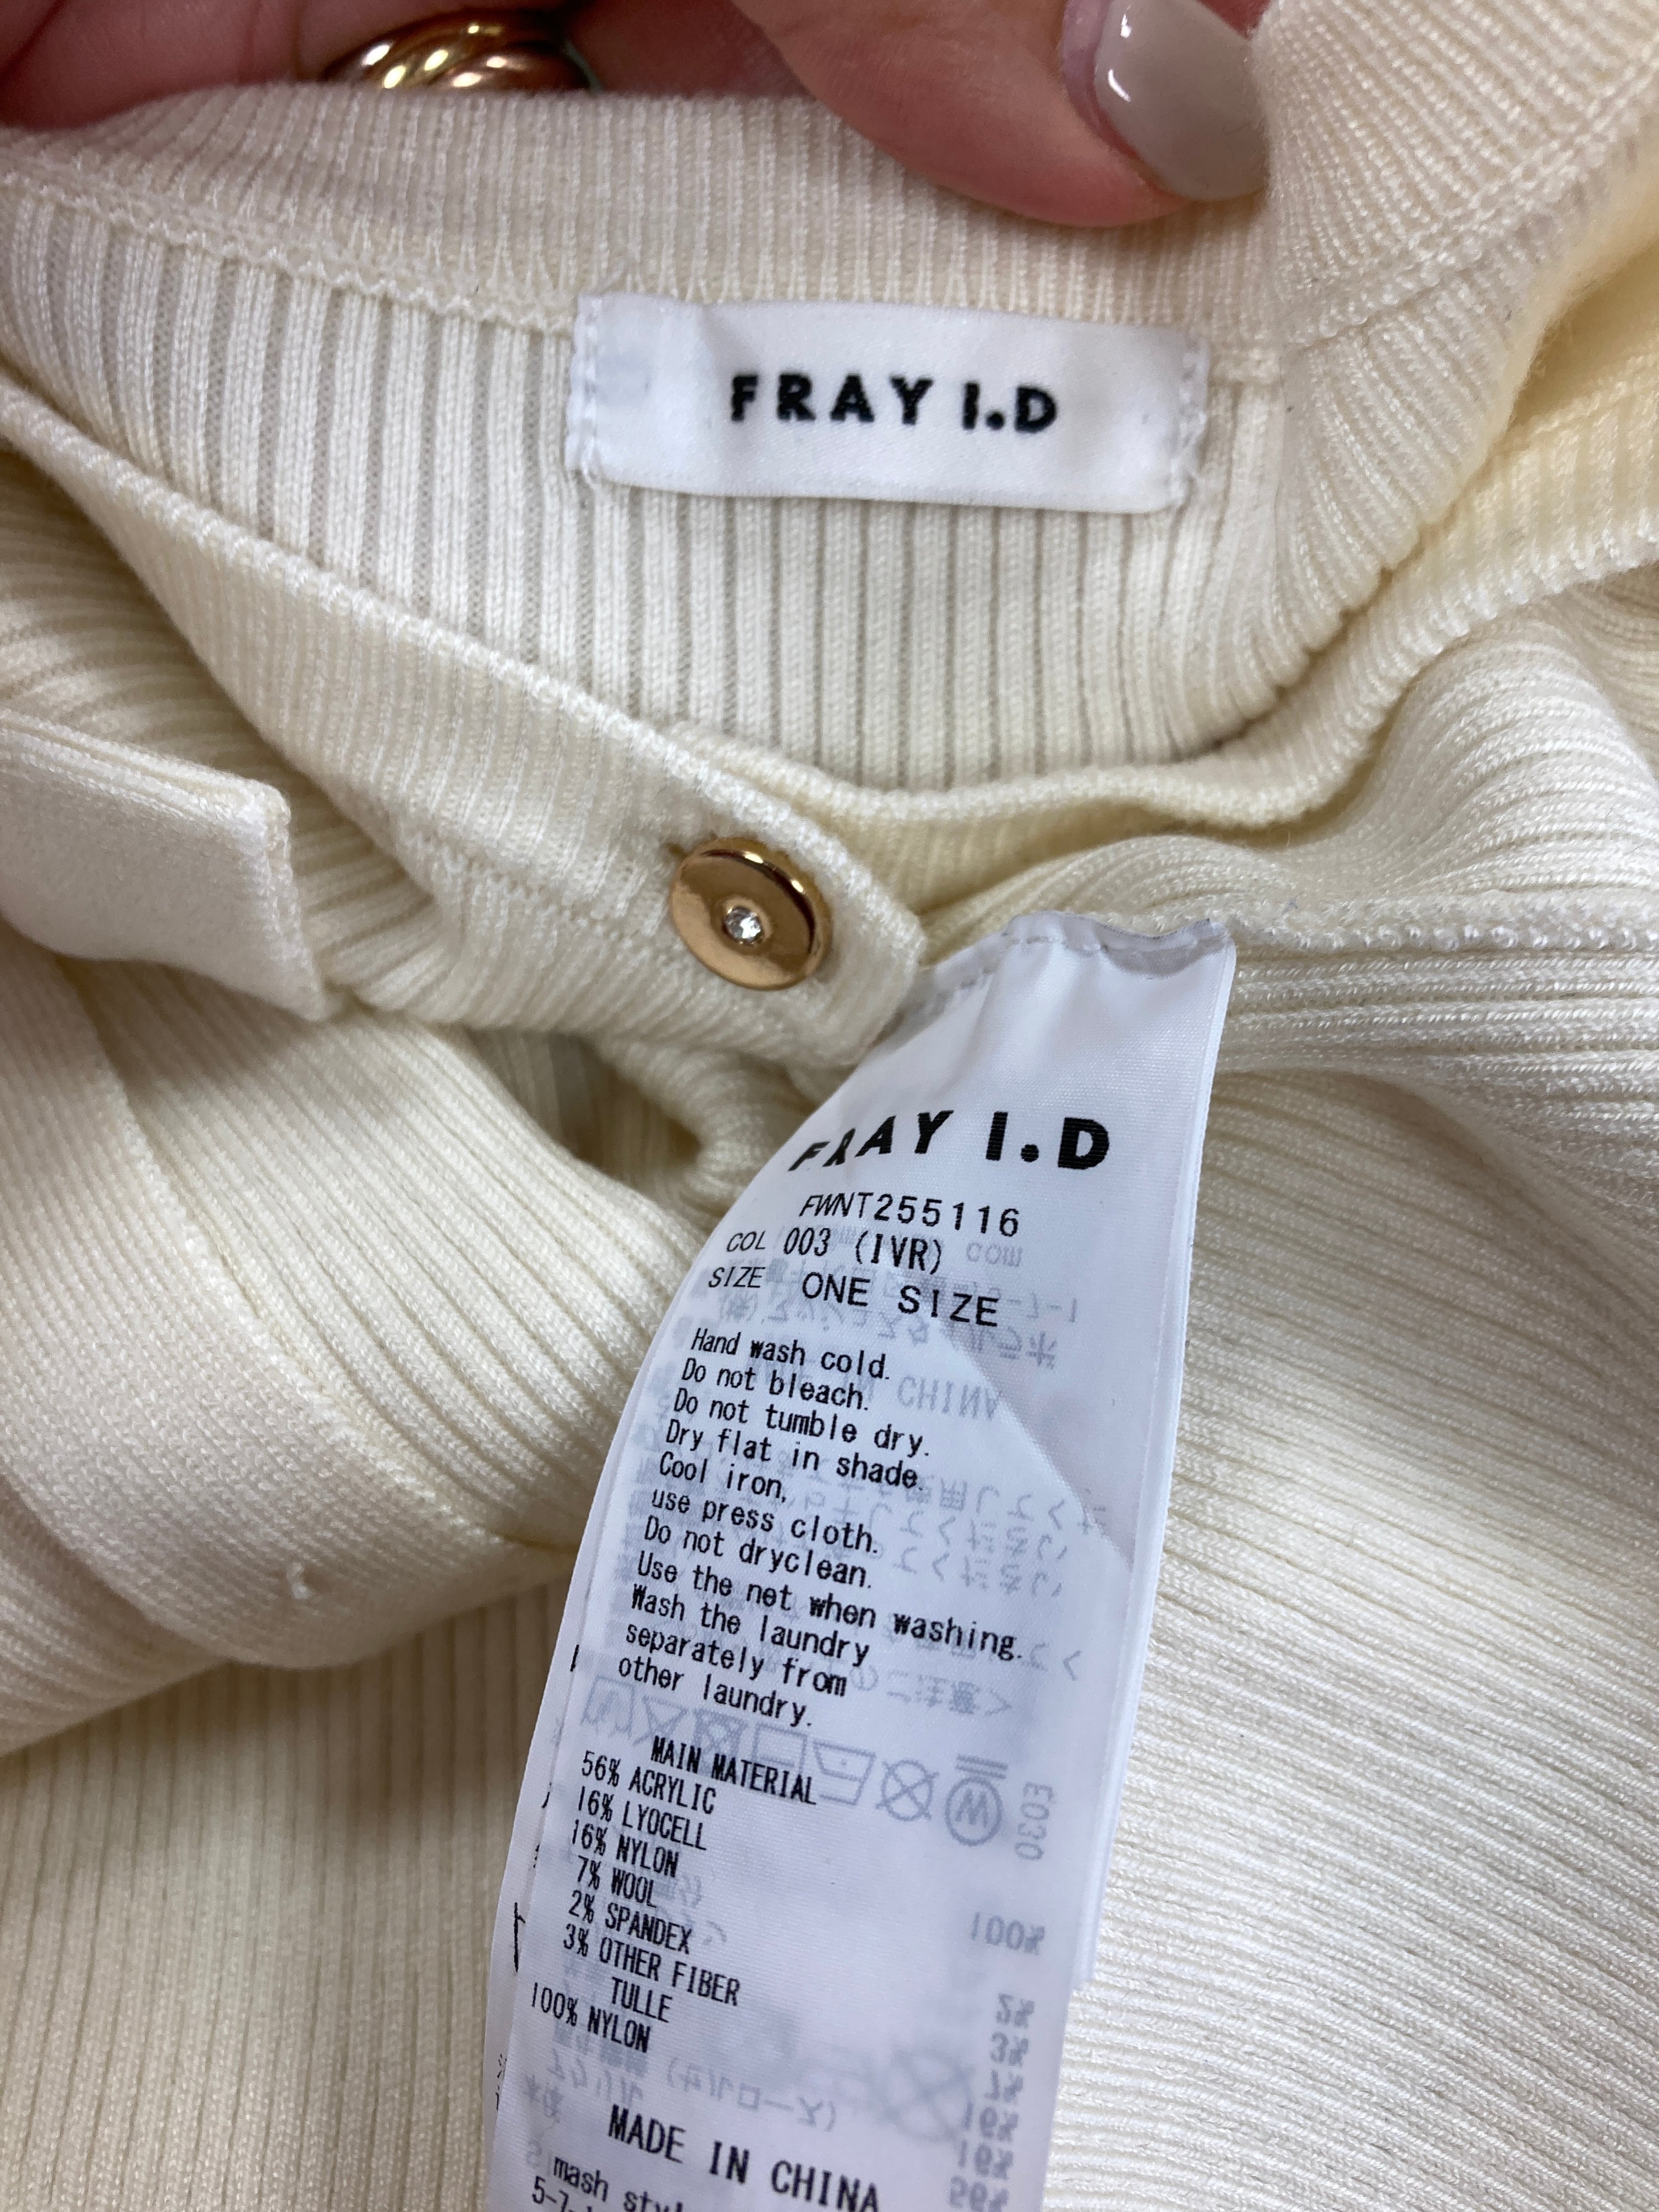 FRAY I.D
FRAY I.D
FWNT255116
COL 003 (IVR)
SIZE ONE SIZE
Hand wash cold.
Do not bleach.
Do not tumble dry.
Dry flat in shade.
Cool iron,
use press cloth.
Do not dryclean.
Use the net when washing.
Wash the laundry
separately from
other laundry.
MAIN MATERIAL
56% ACRYLIC
16% LYOCELL
16% NYLON
7% WOOL
2% SPANDEX
3% OTHER FIBER
TULLE
100% NYLON
MADE IN CHINA
mash